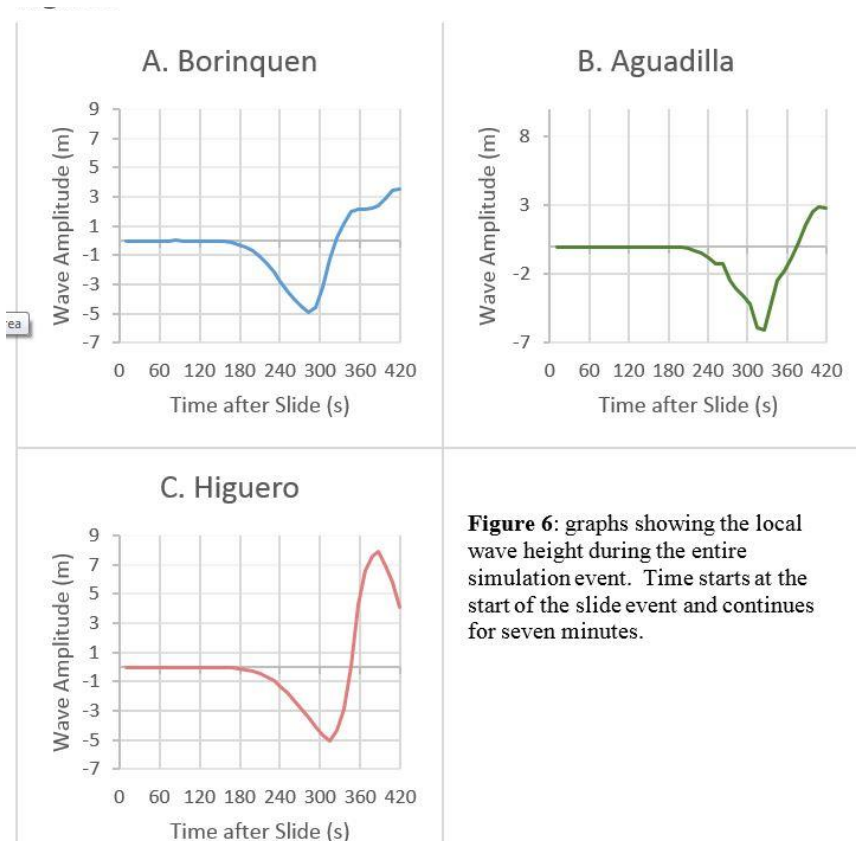 A. Borinquen
9
7
5
3
1
-1
-3
-5
-7
Wave Amplitude (m)
0 60 120 180 240 300 360 420
Time after Slide (s)
B. Aguadilla
8
3
-2
-7
Wave Amplitude (m)
0 60 120 180 240 300 360 420
Time after Slide (s)
rea
C. Higuero
9
7
5
3
1
-1
-3
-5
-7
Wave Amplitude (m)
0 60 120 180 240 300 360 420
Time after Slide (s)
Figure 6: graphs showing the local
wave height during the entire
simulation event. Time starts at the
start of the slide event and continues
for seven minutes.